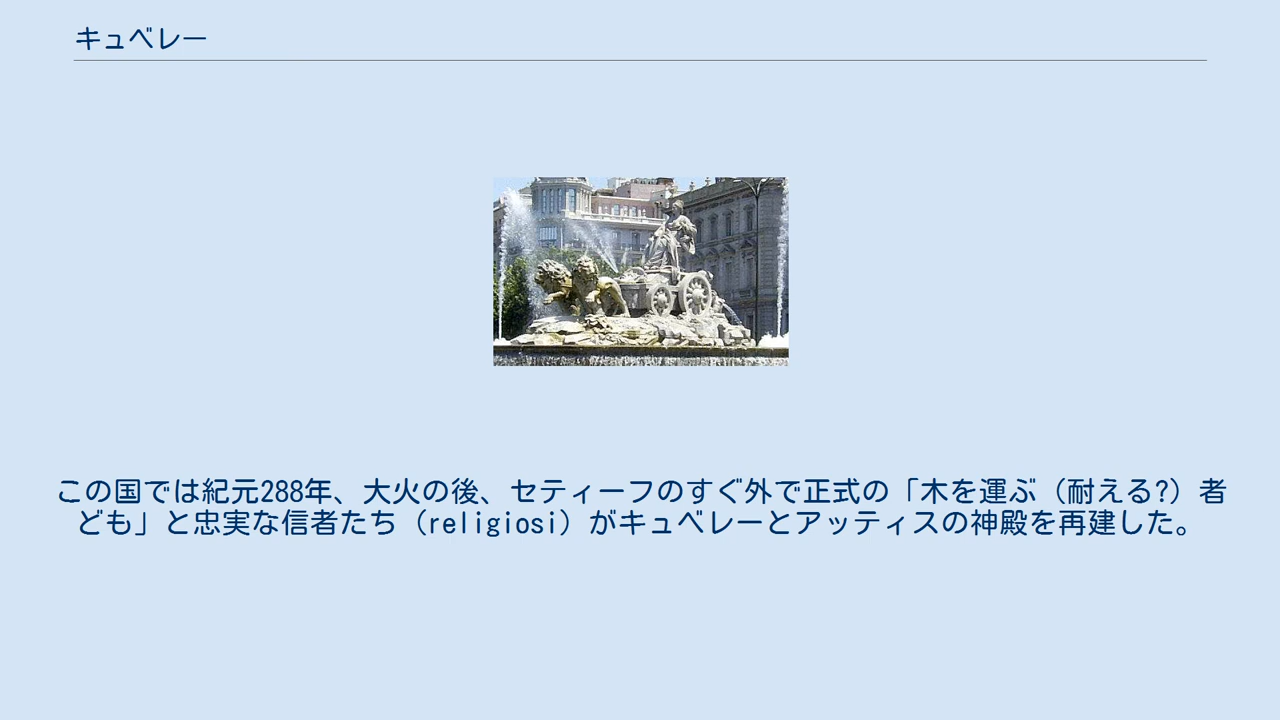 キュベレー
この国では紀元288年、大火の後、セティーフのすぐ外で正式の「木を運ぶ（耐える?）者
ども」と忠実な信者たち（religiosi）がキュベレーとアッティスの神殿を再建した。